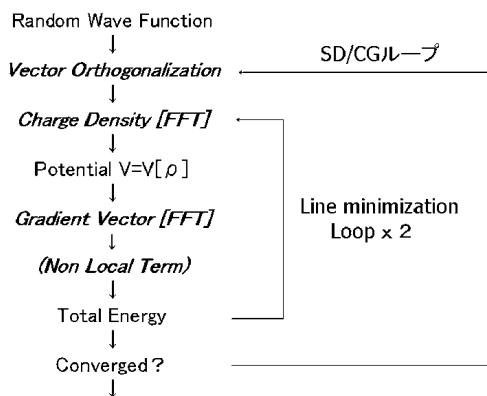 Random Wave Function
↓
Vector Orthogonalization
SD/CGループ
↓
Charge Density [FFT]
↓
Potential V=V[ρ]
↓
Gradient Vector [FFT]
Line minimization
Loop x 2
↓
(Non Local Term)
↓
Total Energy
↓
Converged?
↓